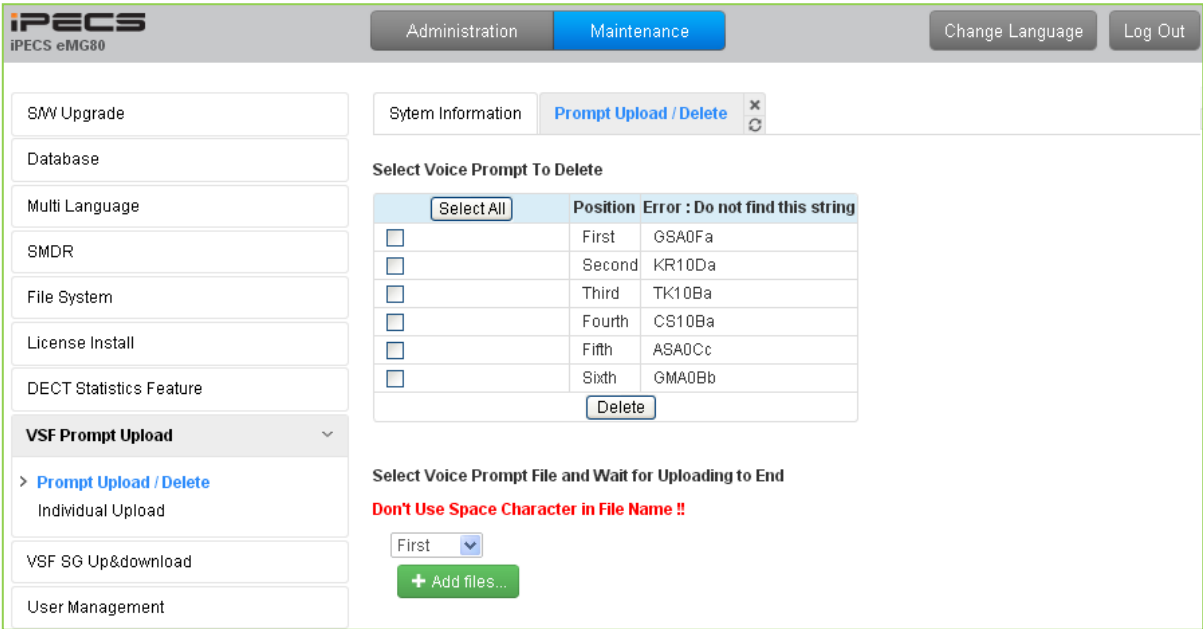 iPECS
iPECS eMG80
Administration
Maintenance
Change Language
Log Out
S/W Upgrade
Database
Multi Language
SMDR
File System
License Install
DECT Statistics Feature
VSF Prompt Upload
Prompt Upload / Delete
Individual Upload
VSF SG Up&download
User Management
Sytem Information
Prompt Upload / Delete
Select Voice Prompt To Delete
Select All Position Error : Do not find this string
First GSA0Fa
Second KR10Da
Third TK10Ba
Fourth CS10Ba
Fifth ASA0Cc
Sixth GMA0Bb
Delete
Select Voice Prompt File and Wait for Uploading to End
Don't Use Space Character in File Name !!
First
+ Add files...